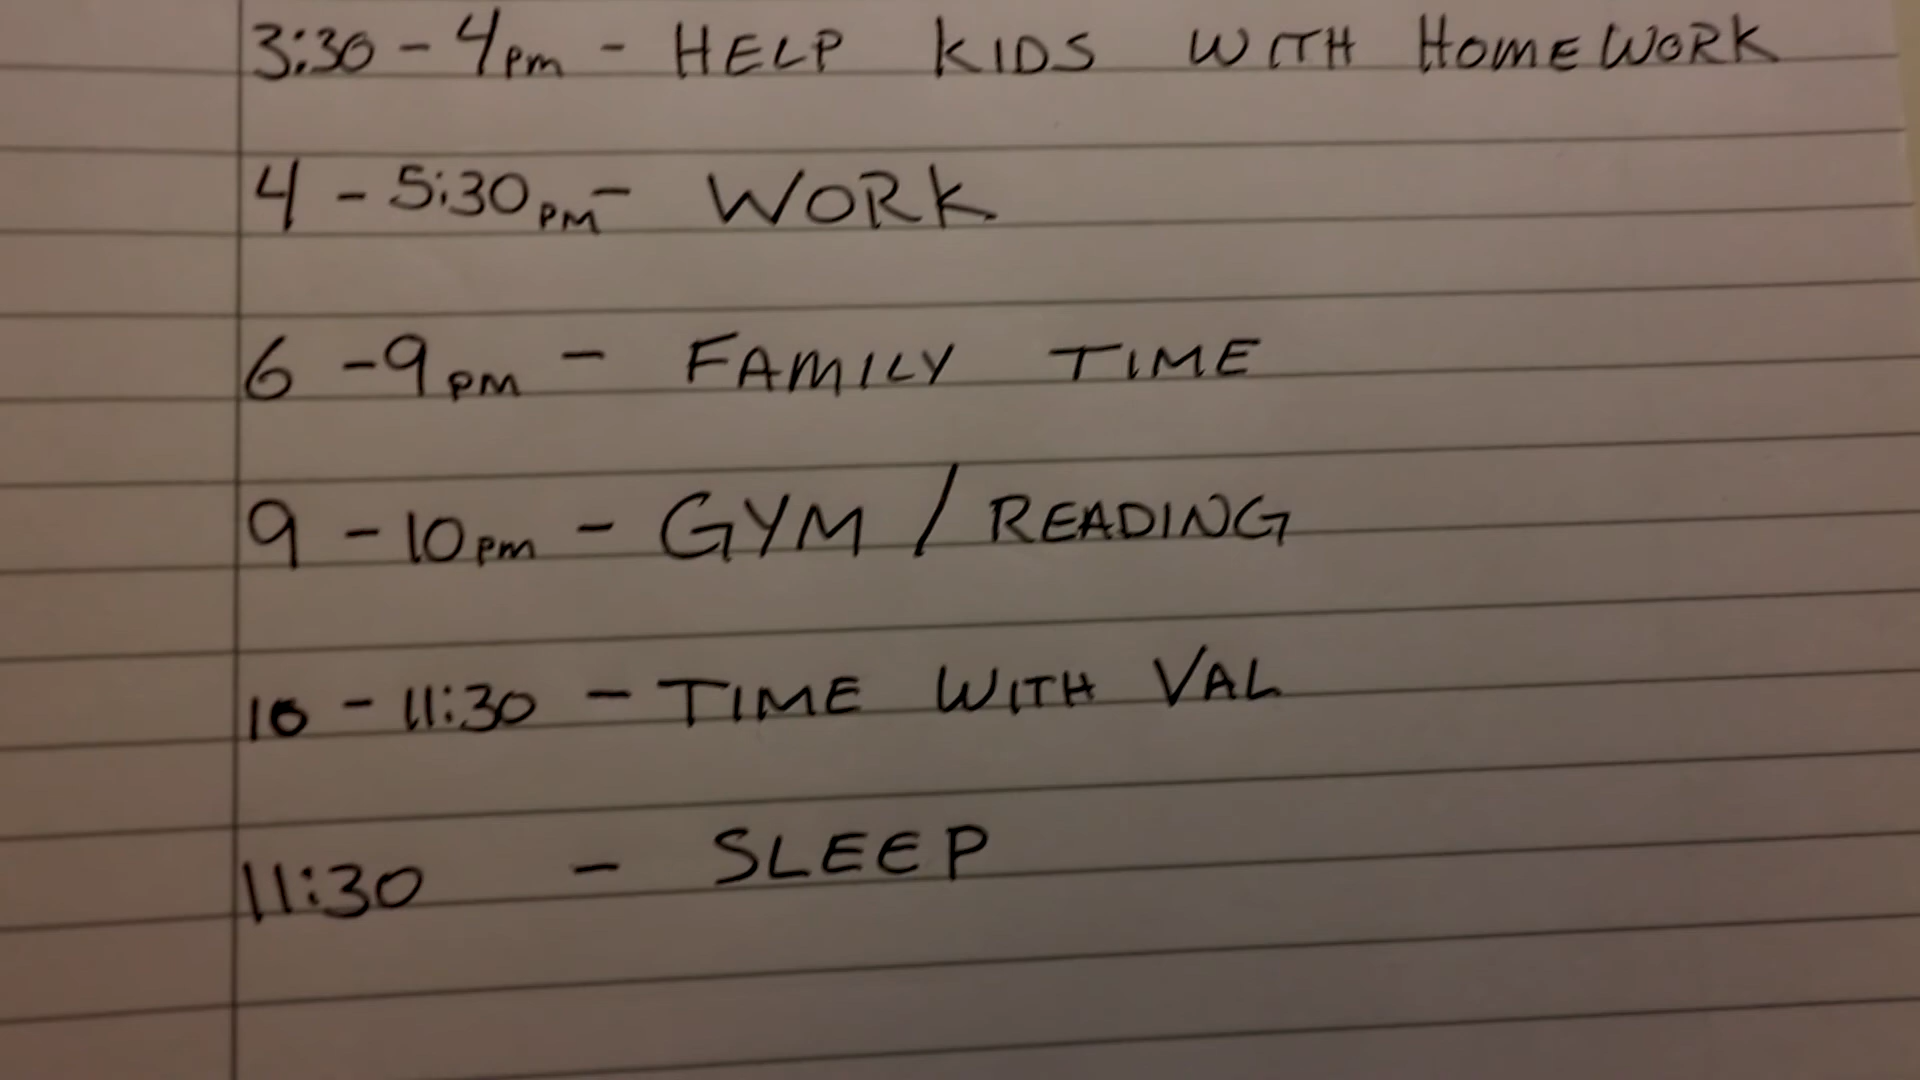 3:30 - 4pm - HELP KIDS WITH HOMEWORK
4 - 5:30pm - WORK
6 - 9pm - FAMILY TIME
9 - 10pm - GYM / READING
10 - 11:30 - TIME WITH VAL
11:30 - SLEEP